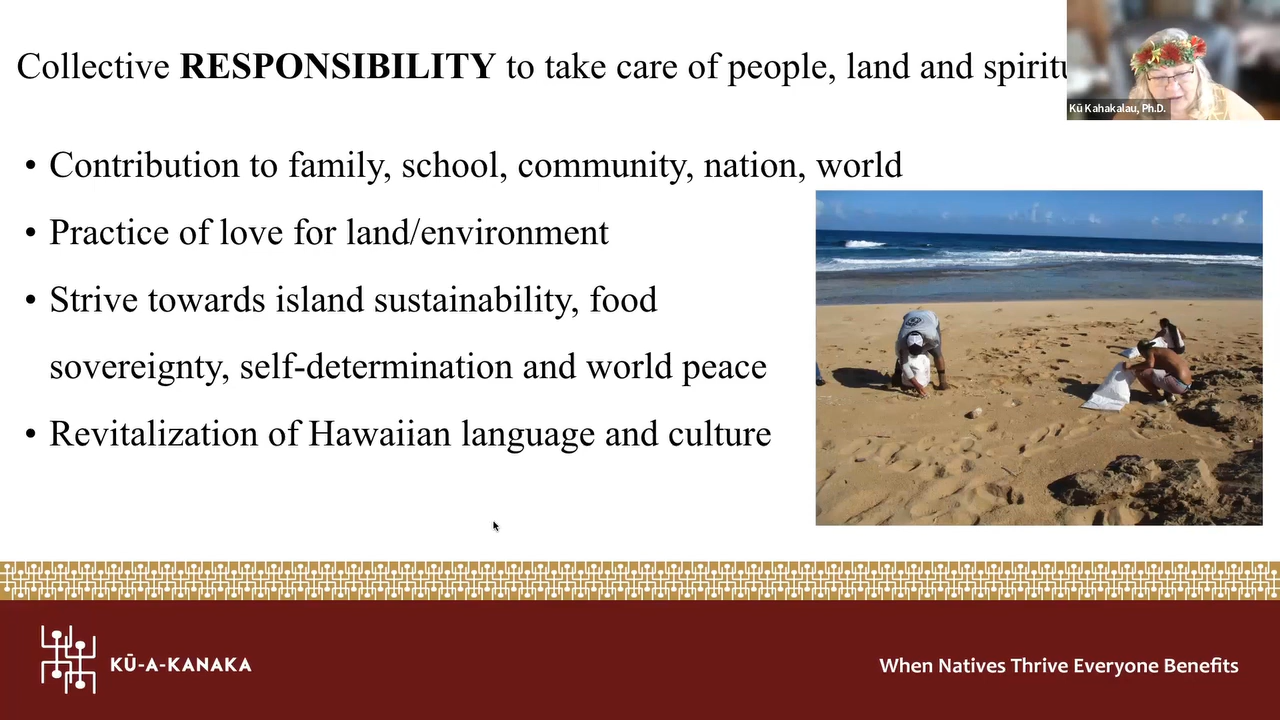 Collective RESPONSIBILITY to take care of people, land and
Kū Kahakalau, Ph.D.
• Contribution to family, school, community, nation, world
• Practice of love for land/environment
• Strive towards island sustainability, food
sovereignty, self-determination and world peace
• Revitalization of Hawaiian language and culture
KŪ-A-KANAKA
When Natives Thrive Everyone Benefits